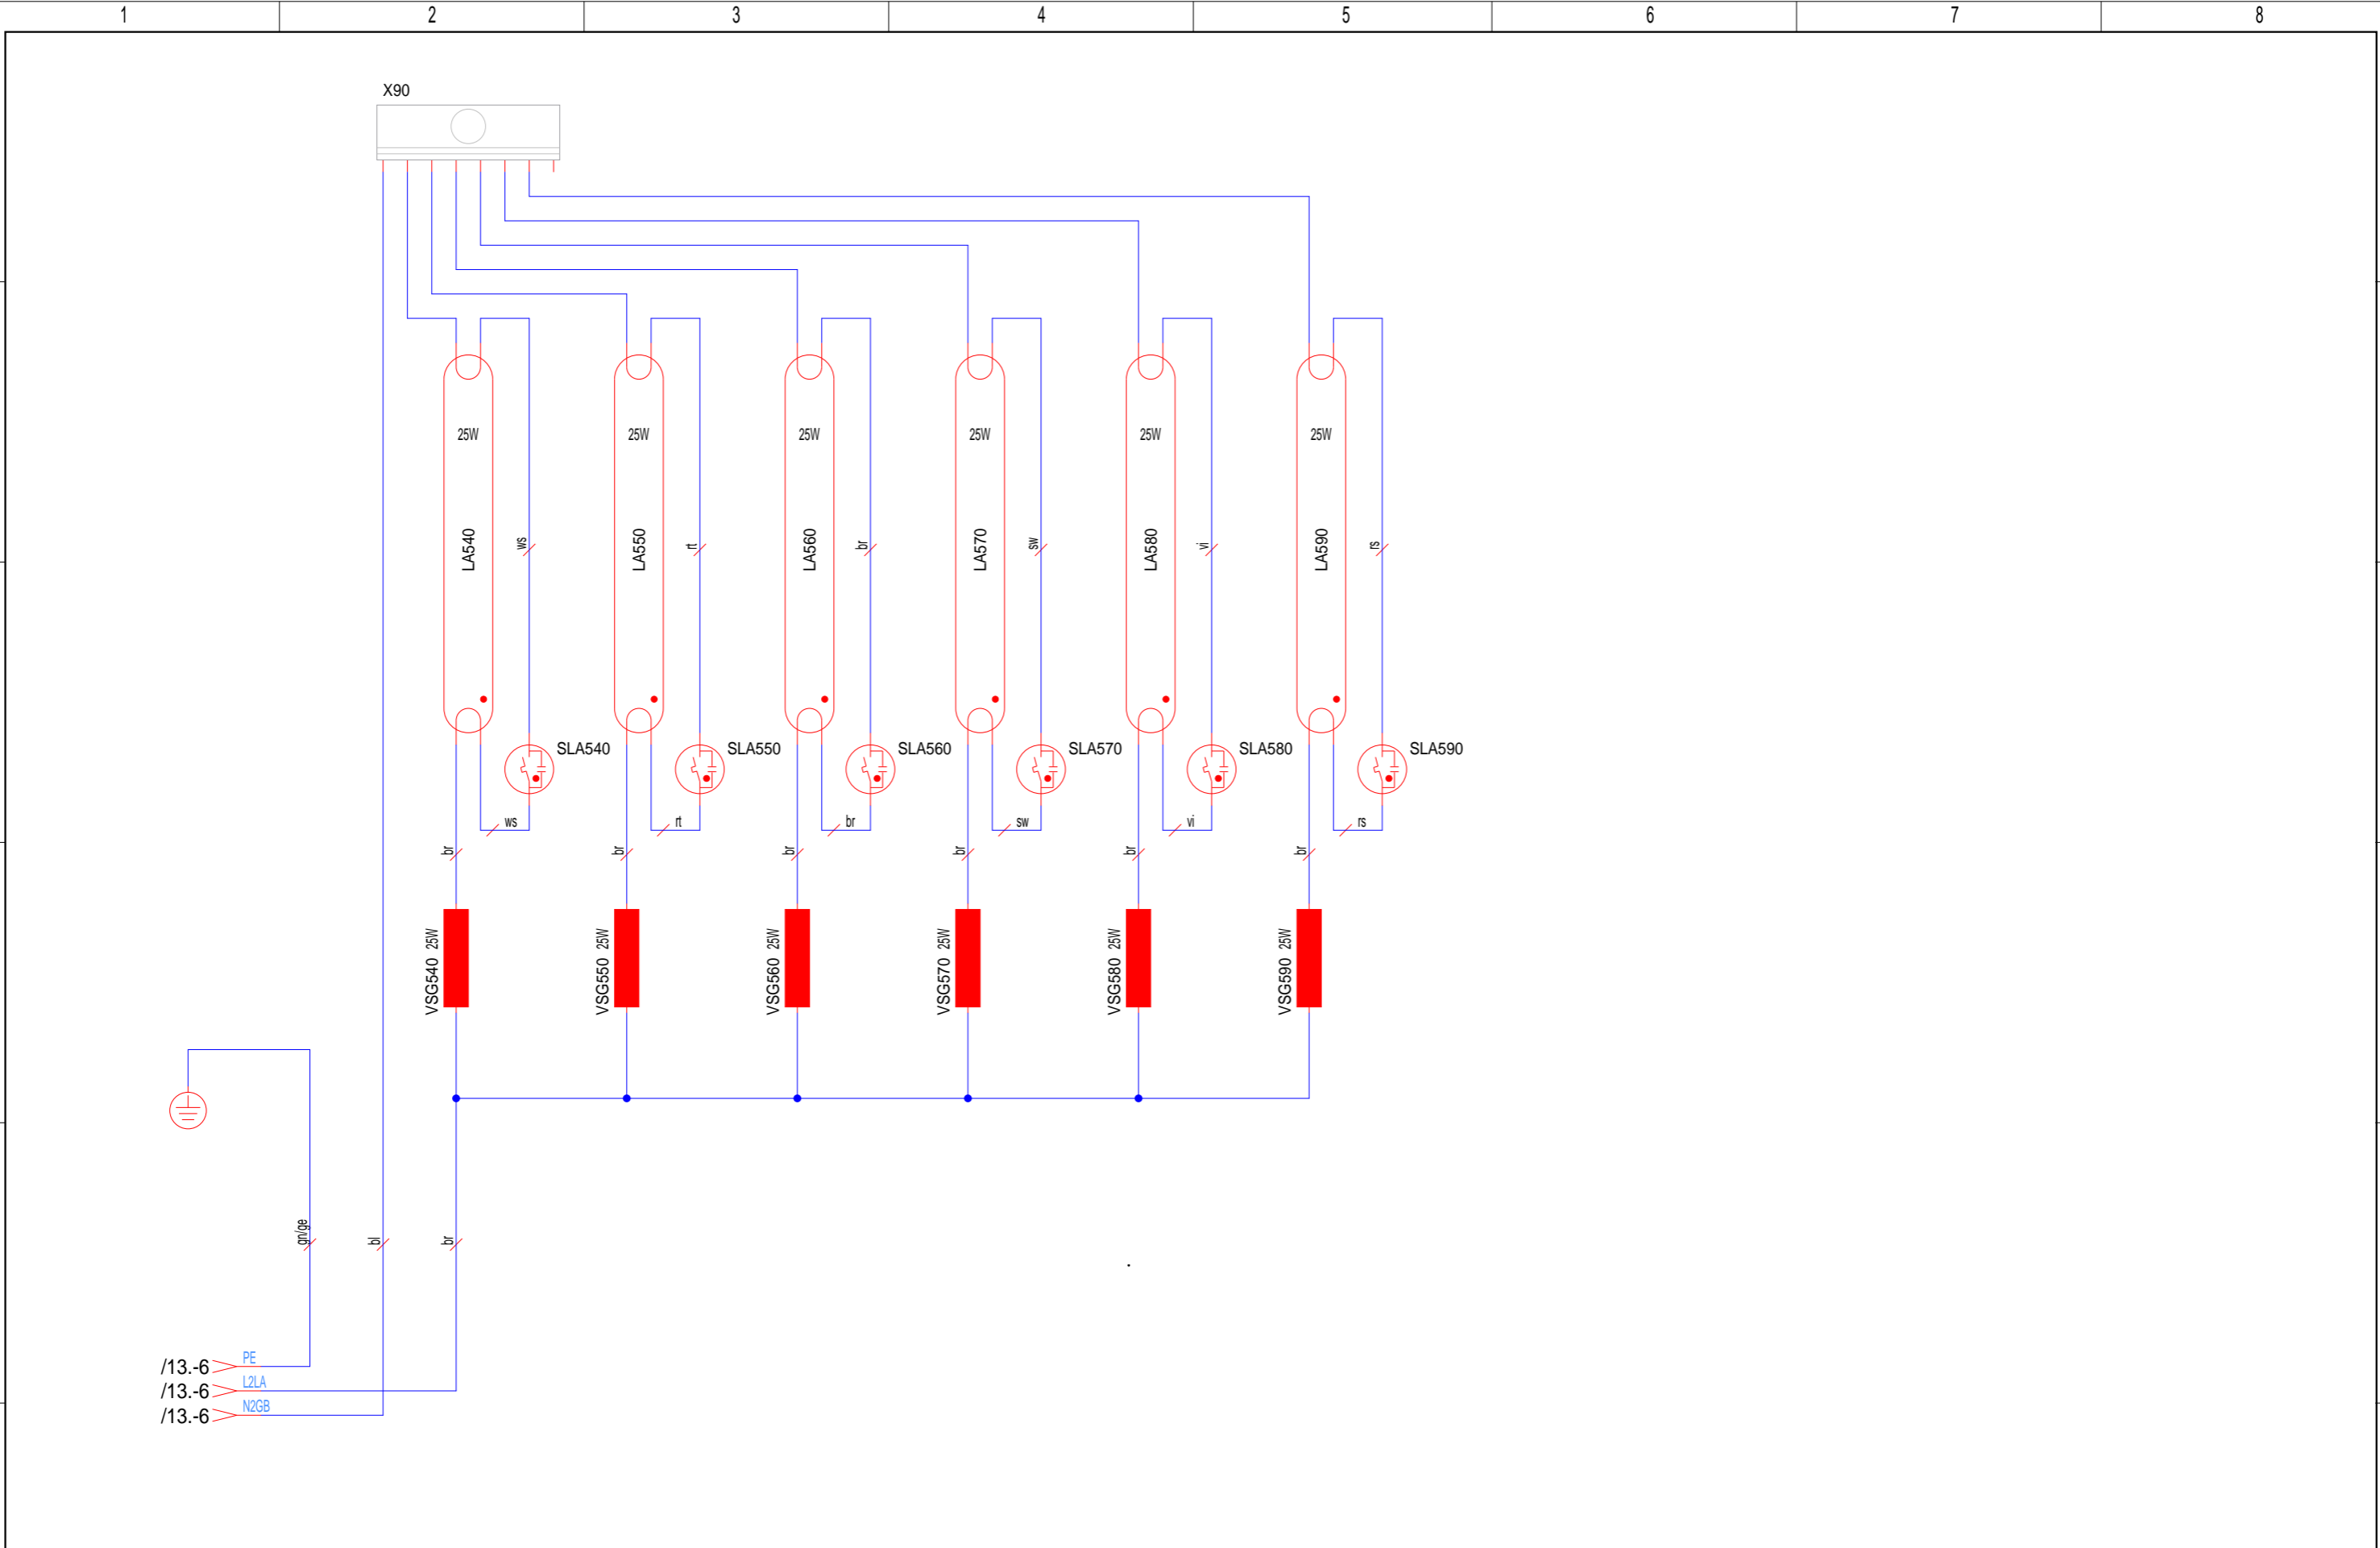 1 2 3 4 5 6 7 8
X90
25W 25W 25W 25W 25W 25W
LA540 ws LA550 rt LA560 br LA570 sw LA580 vi LA590 rs
SLA540 SLA550 SLA560 SLA570 SLA580 SLA590
ws rt br sw vi rs
br br br br br br
VSG540 25W VSG550 25W VSG560 25W VSG570 25W VSG580 25W VSG590 25W
gn/ge bl br
/13.-6 PE
/13.-6 L2LA
/13.-6 N2GB